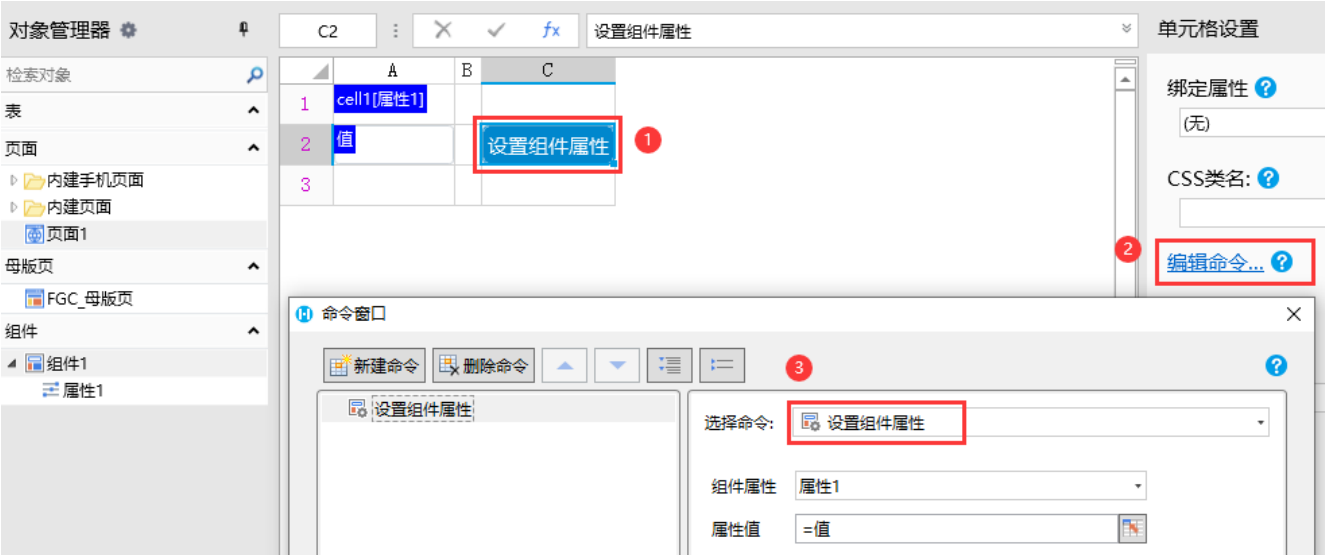 对象管理器
C2
fx
设置组件属性
单元格设置
检索对象
A
B
C
绑定属性
表
1
cell1[属性1]
(无)
页面
2
值
设置组件属性
1
内建手机页面
3
CSS类名:
内建页面
页面1
2
编辑命令...
母版页
FGC_母版页
命令窗口
组件
组件1
新建命令
删除命令
3
属性1
设置组件属性
选择命令:
设置组件属性
组件属性
属性1
属性值
=值